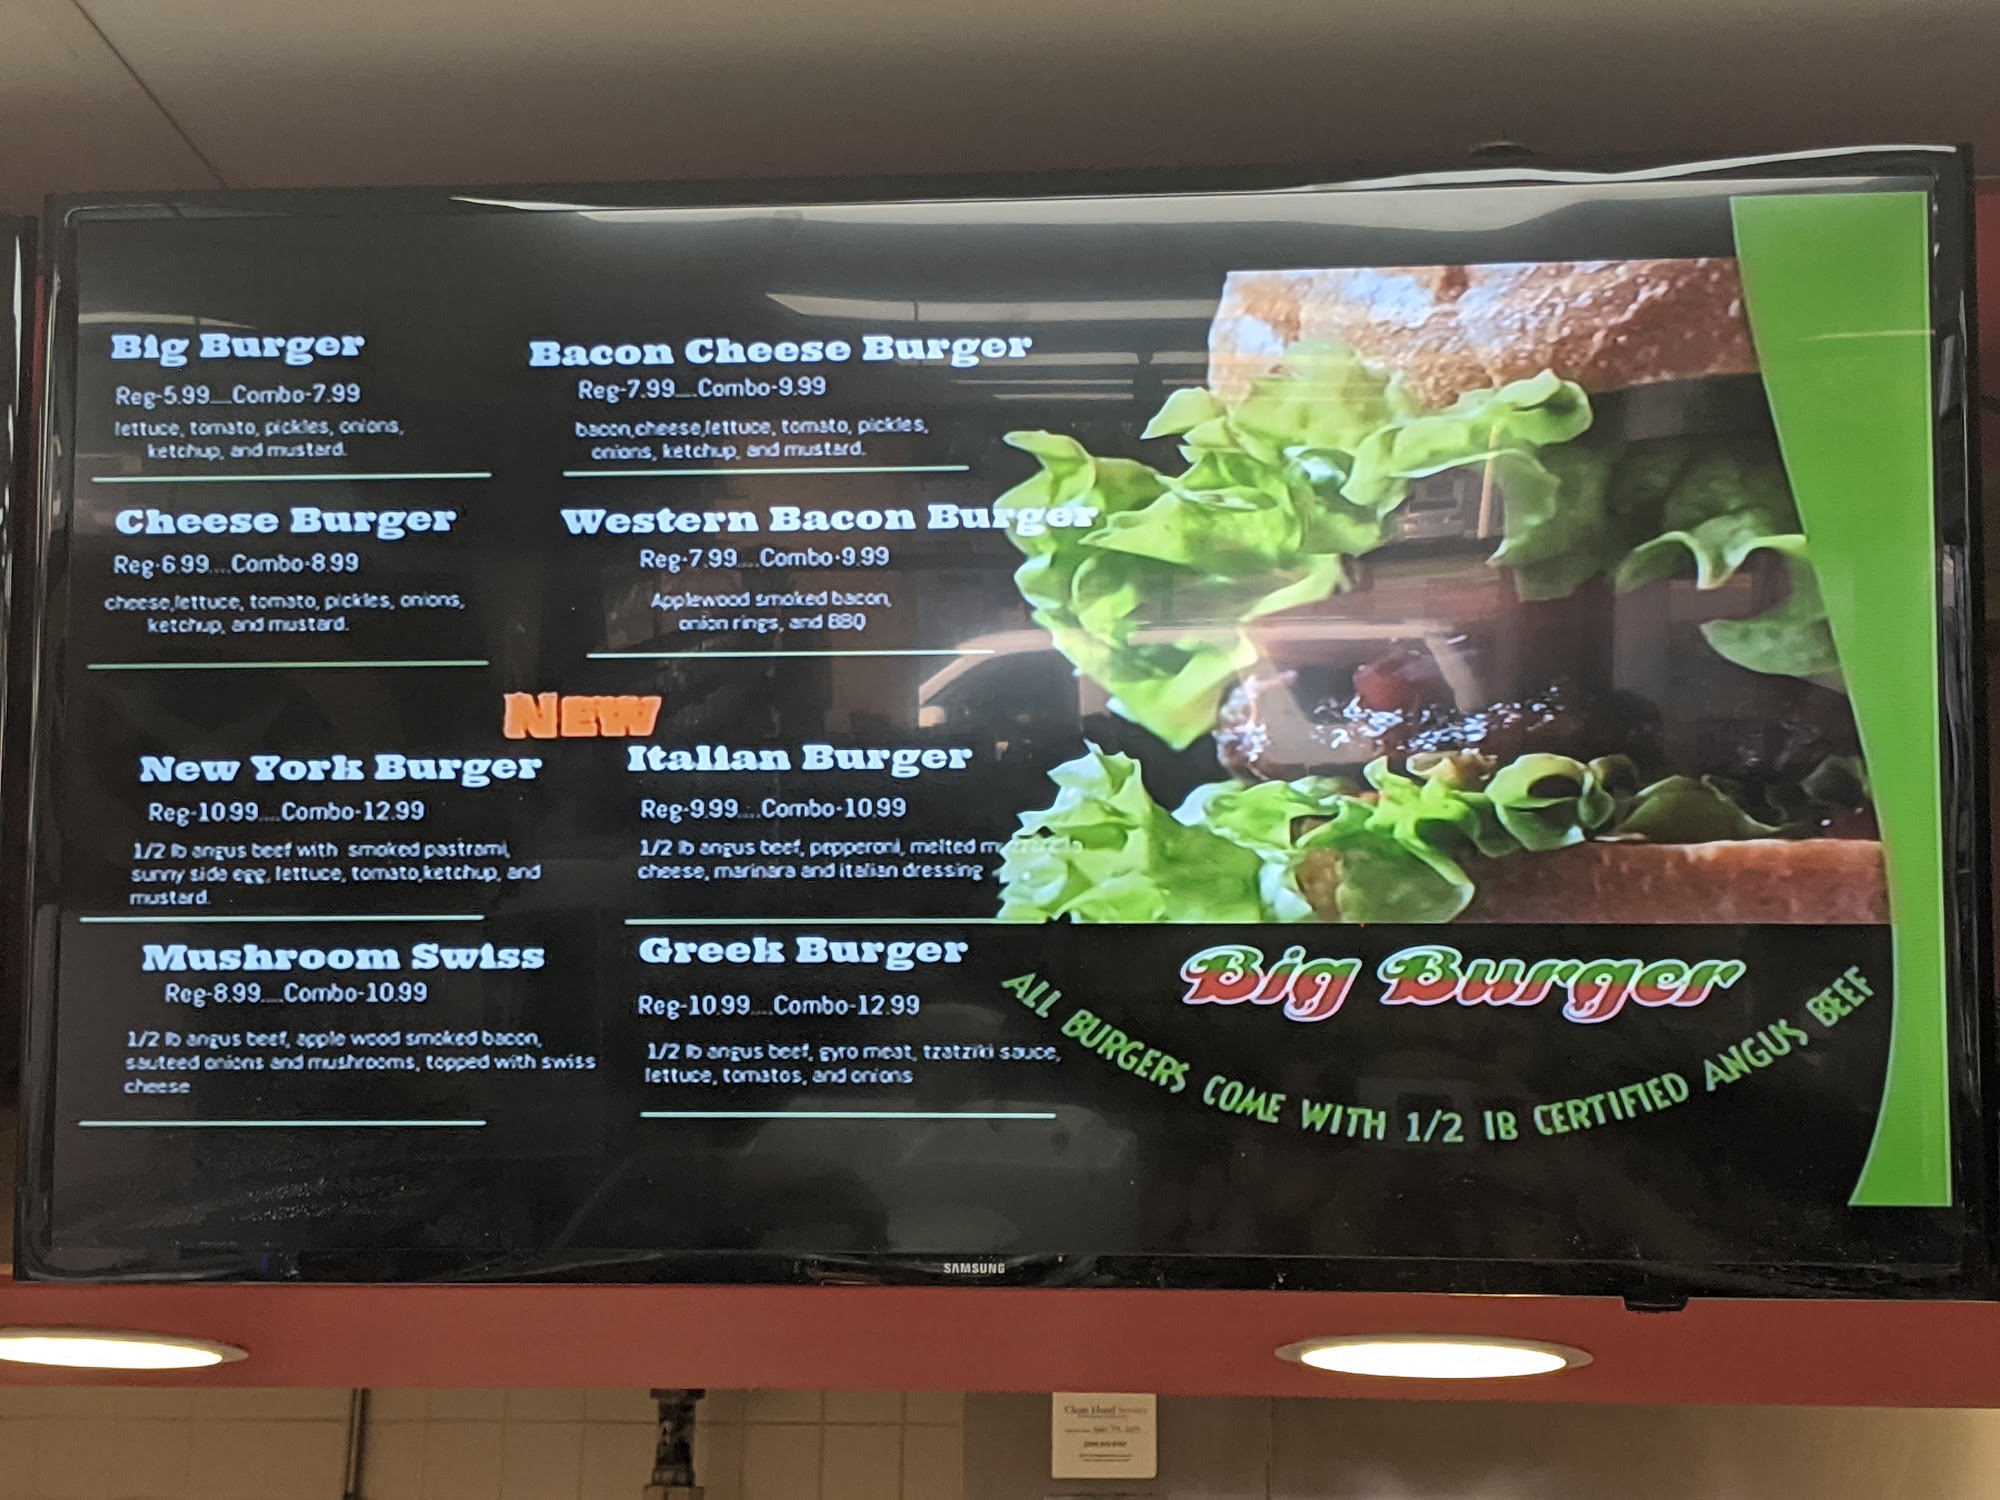 Big Burger
Reg-5.99....Combo-7.99
lettuce, tomato, pickles, onions,
ketchup, and mustard.
Bacon Cheese Burger
Reg-7.99....Combo-9.99
bacon,cheese,lettuce, tomato, pickles,
onions, ketchup, and mustard.
Cheese Burger
Reg-6.99....Combo-8.99
cheese,lettuce, tomato, pickles, onions,
ketchup, and mustard.
Western Bacon Burger
Reg-7.99....Combo-9.99
Applewood smoked bacon,
onion rings, and BBQ
NEW
New York Burger
Reg-10.99....Combo-12.99
1/2 lb angus beef with smoked pastrami,
sunny side egg, lettuce, tomato,ketchup, and
mustard.
Italian Burger
Reg-9.99....Combo-10.99
1/2 lb angus beef, pepperoni, melted mozzarella
cheese, marinara and italian dressing
Mushroom Swiss
Reg-8.99....Combo-10.99
1/2 lb angus beef, apple wood smoked bacon,
sauteed onions and mushrooms, topped with swiss
cheese
Greek Burger
Reg-10.99....Combo-12.99
1/2 lb angus beef, gyro meat, tzatziki sauce,
lettuce, tomatos, and onions
Big Burger
ALL BURGERS COME WITH 1/2 lB CERTIFIED ANGUS BEEF
SAMSUNG
Clean Hood Service